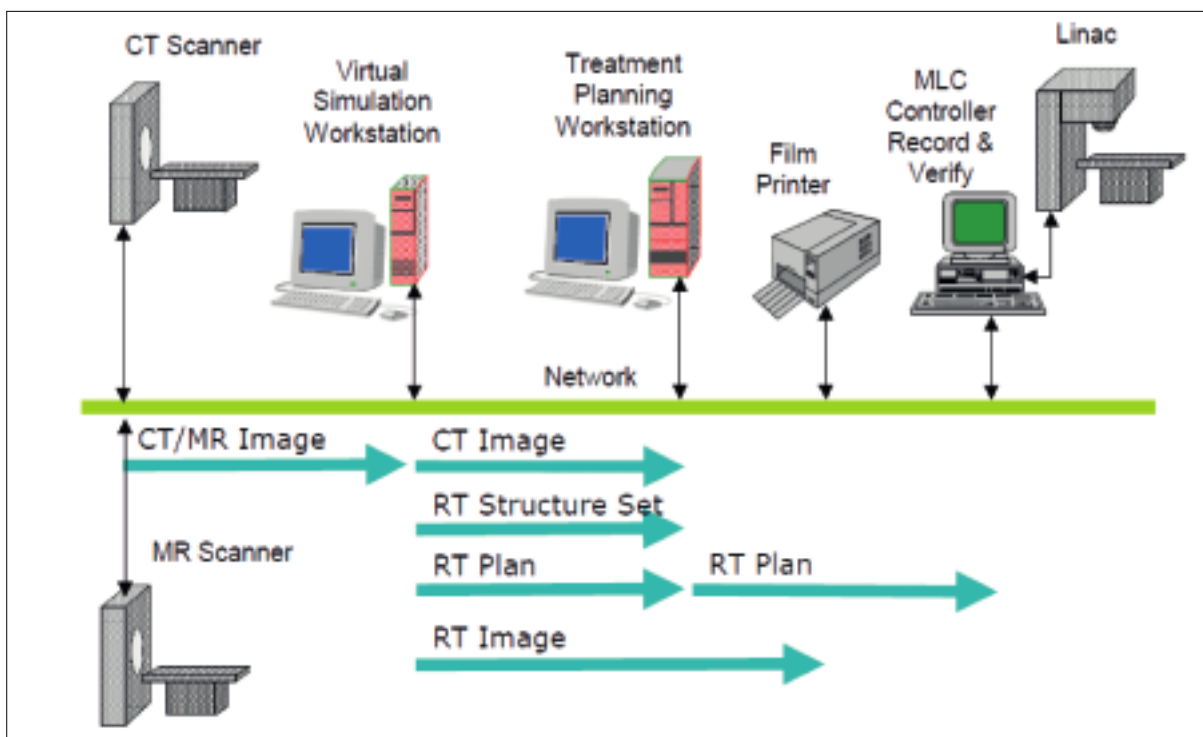 CT Scanner
Virtual
Simulation
Workstation
Treatment
Planning
Workstation
Film
Printer
MLC
Controller
Record &
Verify
Linac
Network
CT/MR Image
CT Image
RT Structure Set
MR Scanner
RT Plan
RT Plan
RT Image